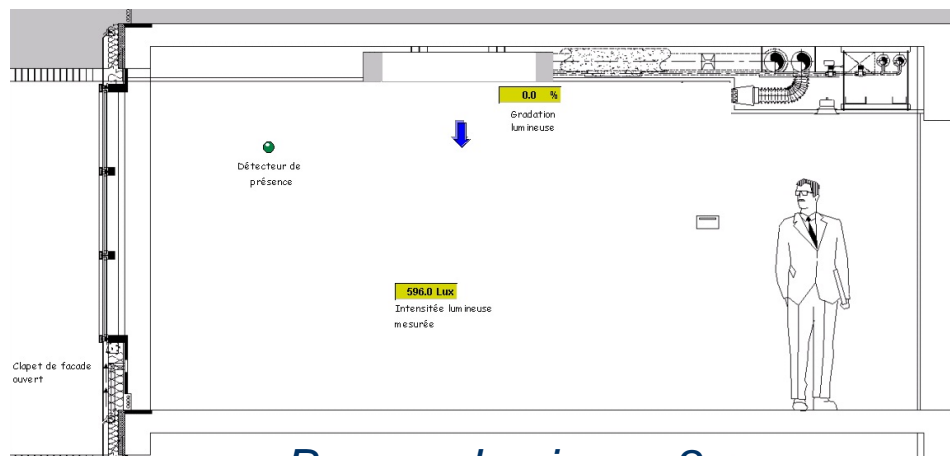 0.0 %
Gradation
lumineuse
Détecteur de
présence
596.0 Lux
Intensitée lumineuse
mesurée
Clapet de facade
ouvert